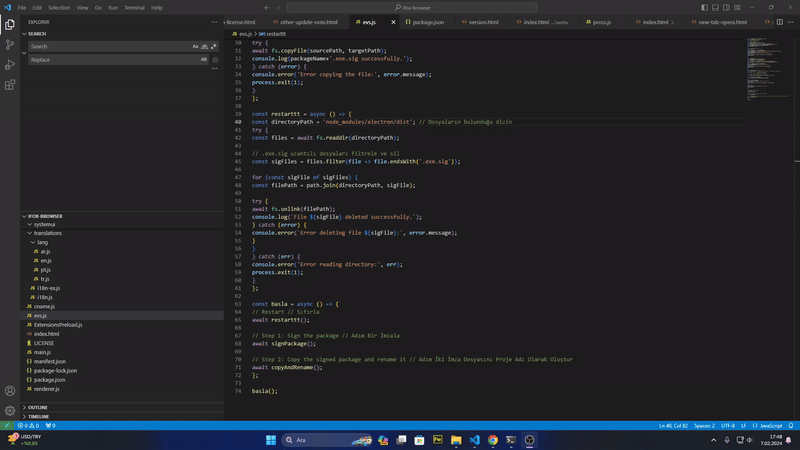 File Edit Selection View Go Run Terminal Help
ifox-browser
EXPLORER
SEARCH
Search
Aa
Replace
AB
IFOX-BROWSER
systemui
translations
lang
JS ar.js
JS en.js
JS pt.js
JS tr.js
JS i18n-ex.js
JS i18n.js
JS cname.js
JS evs.js
JS ExtensionsPreload.js
index.html
LICENSE
JS main.js
manifest.json
package-lock.json
package.json
JS renderer.js
OUTLINE
TIMELINE
-license.html
other-update-note.html
JS evs.js
package.json
version.html
index.html
JS pross.js
index.html
new-tab-opera.html
JS evs.js > restarttt
30 try {
31 await fs.copyFile(sourcePath, targetPath);
32 console.log(packageName+'.exe.sig successfully.');
33 } catch (error) {
34 console.error('Error copying the file:', error.message);
35 process.exit(1);
36 }
37 };
38
39 const restarttt = async () => {
40 const directoryPath = 'node_modules/electron/dist'; // Dosyaların bulunduğu dizin
41 try {
42 const files = await fs.readdir(directoryPath);
43
44 // .exe.sig uzantılı dosyaları filtrele ve sil
45 const sigFiles = files.filter(file => file.endsWith('.exe.sig'));
46
47 for (const sigFile of sigFiles) {
48 const filePath = path.join(directoryPath, sigFile);
49
50 try {
51 await fs.unlink(filePath);
52 console.log(`File ${sigFile} deleted successfully.`);
53 } catch (error) {
54 console.error(`Error deleting file ${sigFile}:`, error.message);
55 }
56 }
57 } catch (err) {
58 console.error('Error reading directory:', err);
59 process.exit(1);
60 }
61 };
62
63 const basla = async () => {
64 // Restart // Sıfırla
65 await restarttt();
66
67 // Step 1: Sign the package // Adım Bir İmzala
68 await signPackage();
69
70 // Step 2: Copy the signed package and rename it // Adım İki İmza Dosyasını Proje Adı Olarak Oluştur
71 await copyAndRename();
72 };
73
74 basla();
0 0 0
Ln 40, Col 82 Spaces: 2 UTF-8 LF {} JavaScript
USD/TRY
+%0,85
Ara
17:48
7.02.2024